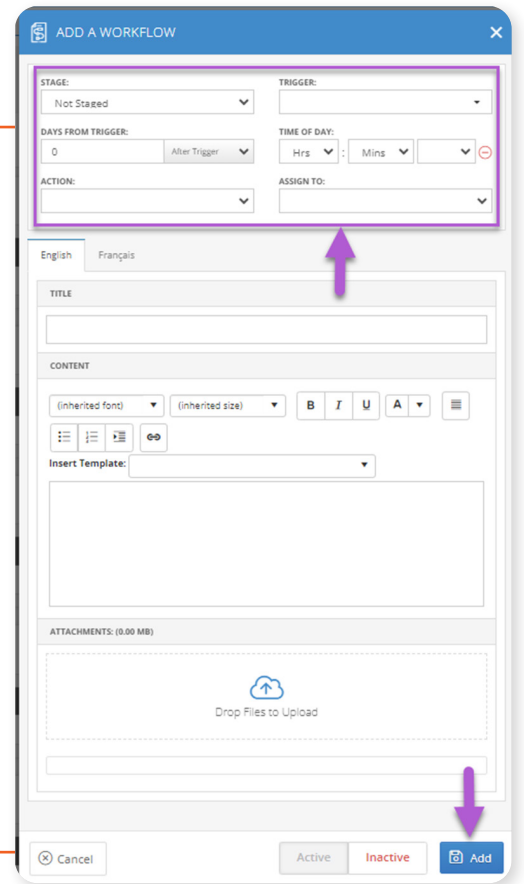 ADD A WORKFLOW
STAGE: TRIGGER:
Not Staged
DAYS FROM TRIGGER: TIME OF DAY:
0 After Trigger Hrs : Mins
ACTION: ASSIGN TO:
English Français
TITLE
CONTENT
(inherited font) (inherited size) B I U A
Insert Template:
ATTACHMENTS: (0.00 MB)
Drop Files to Upload
Cancel Active Inactive Add